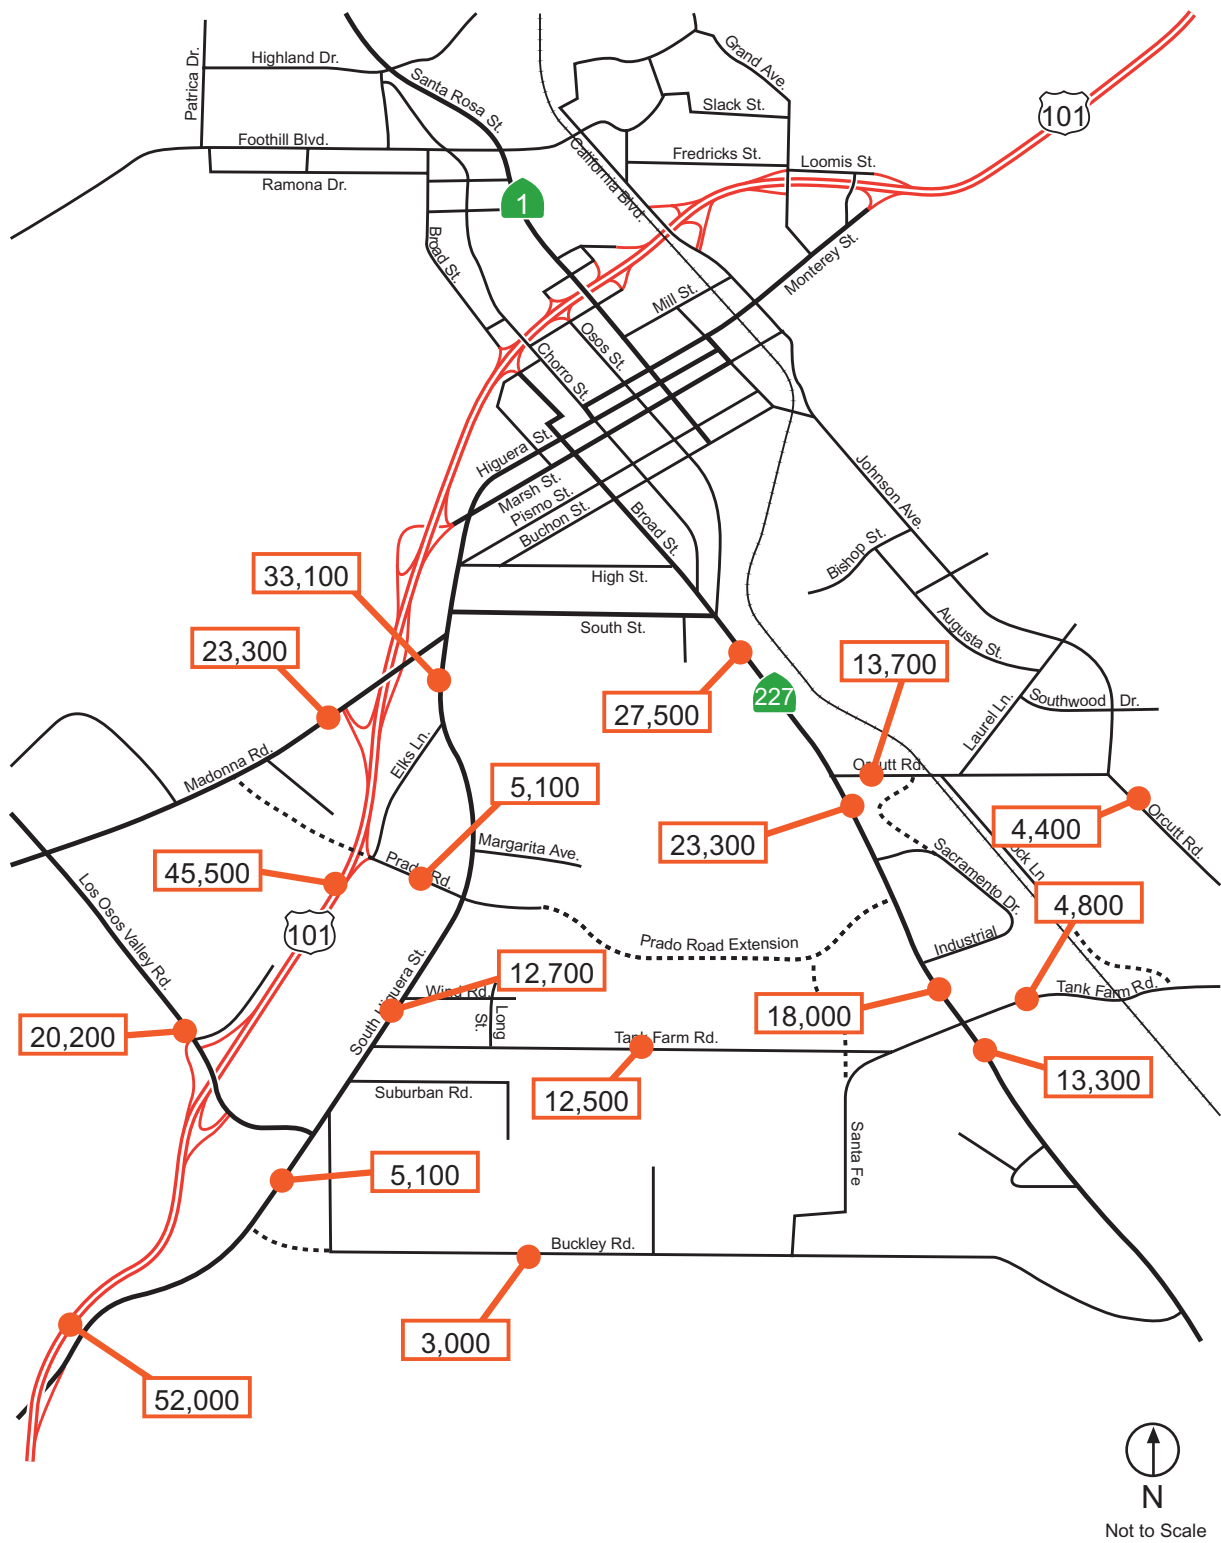 Patrica Dr.
Highland Dr.
Santa Rosa St.
Grand Ave.
Slack St.
101
Foothill Blvd.
California Blvd.
Fredricks St.
Loomis St.
Ramona Dr.
1
Broad St.
Monterey St.
Mill St.
Osos St.
Chorro St.
Higuera St.
Marsh St.
Pismo St.
Buchon St.
Broad St.
Johnson Ave.
Bishop St.
33,100
High St.
Augusta St.
South St.
23,300
13,700
27,500
227
Laurel Ln.
Southwood Dr.
Elks Ln.
Madonna Rd.
Orcutt Rd.
5,100
4,400
Orcutt Rd.
23,300
Margarita Ave.
45,500
Prado Rd.
Sacramento Dr.
ock Ln
Los Osos Valley Rd.
4,800
101
Prado Road Extension
Industrial
12,700
South Higuera St.
Wind Rd.
Long
St.
Tank Farm Rd.
18,000
20,200
Tank Farm Rd.
13,300
12,500
Suburban Rd.
Santa Fe
5,100
Buckley Rd.
3,000
52,000
N
Not to Scale